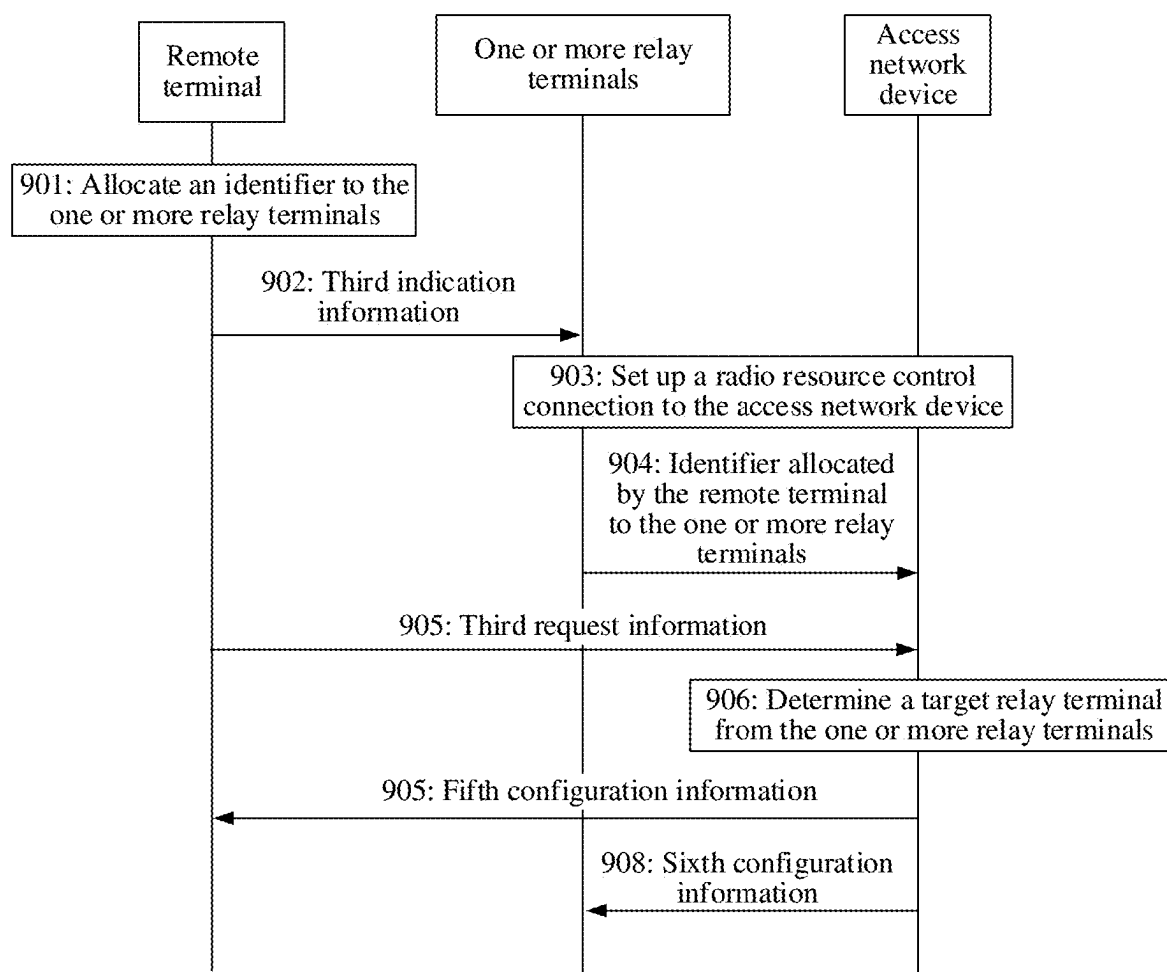 Remote
terminal
One or more relay
terminals
Access
network
device
901: Allocate an identifier to the
one or more relay terminals
902: Third indication
information
903: Set up a radio resource control
connection to the access network device
904: Identifier allocated
by the remote terminal
to the one or more relay
terminals
905: Third request information
906: Determine a target relay terminal
from the one or more relay terminals
905: Fifth configuration information
908: Sixth configuration
information